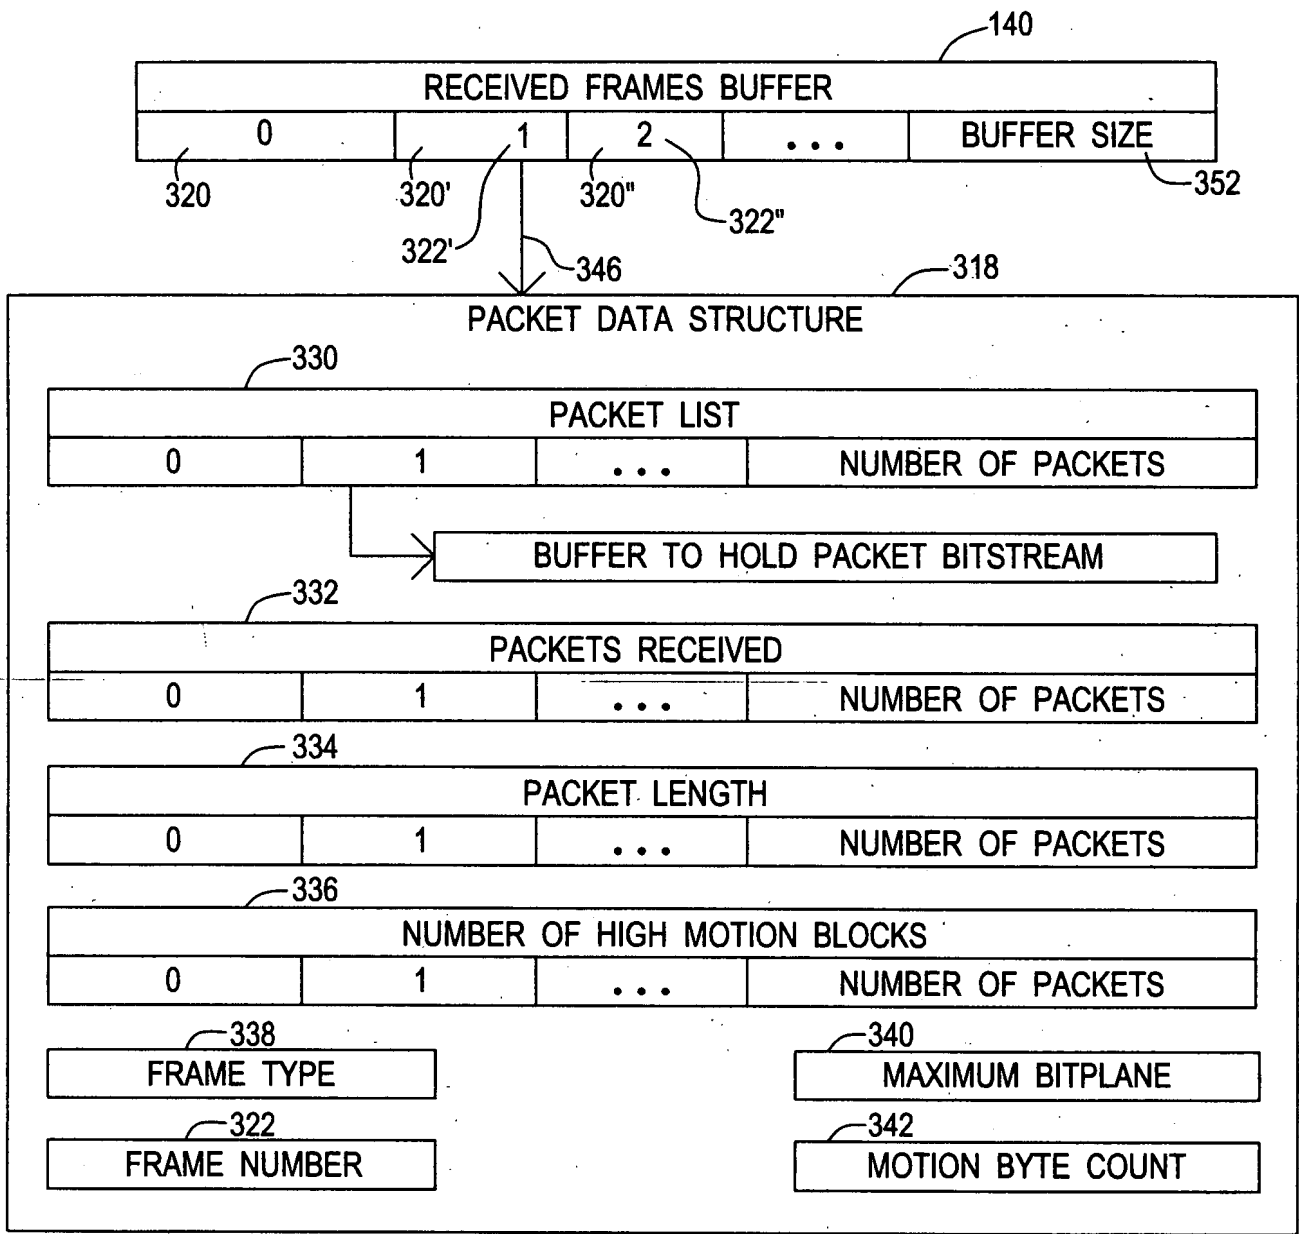 140
RECEIVED FRAMES BUFFER
0 1 2 ... BUFFER SIZE
320 320' 320" 352
322' 322"
346 318
PACKET DATA STRUCTURE
330
PACKET LIST
0 1 ... NUMBER OF PACKETS
BUFFER TO HOLD PACKET BITSTREAM
332
PACKETS RECEIVED
0 1 ... NUMBER OF PACKETS
334
PACKET LENGTH
0 1 ... NUMBER OF PACKETS
336
NUMBER OF HIGH MOTION BLOCKS
0 1 ... NUMBER OF PACKETS
338 340
FRAME TYPE MAXIMUM BITPLANE
322 342
FRAME NUMBER MOTION BYTE COUNT